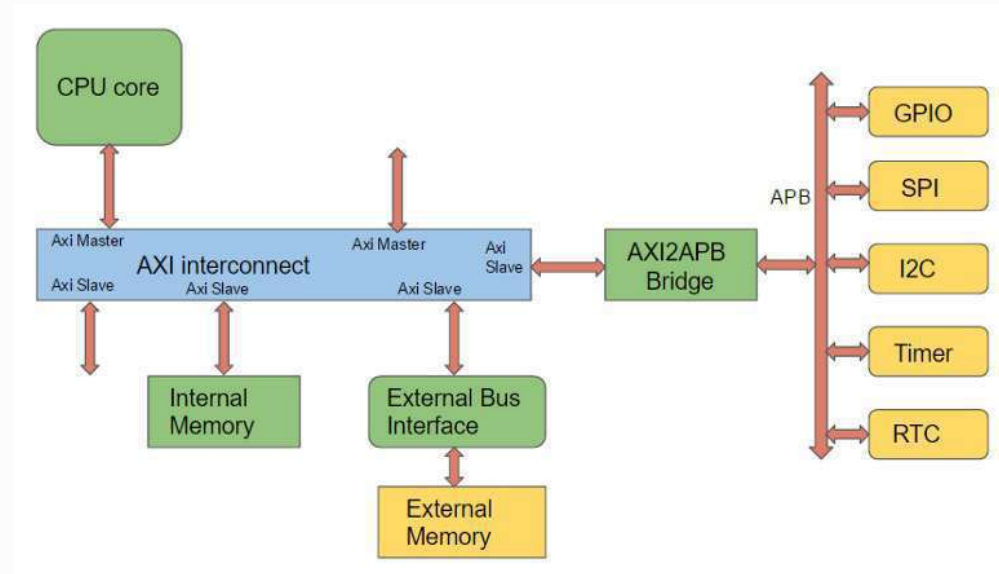 CPU core
GPIO
SPI
APB
Axi Master
Axi Master
Axi
Slave
AXI interconnect
AXI2APB
Bridge
I2C
Axi Slave
Axi Slave
Axi Slave
Timer
Internal
Memory
External Bus
Interface
RTC
External
Memory